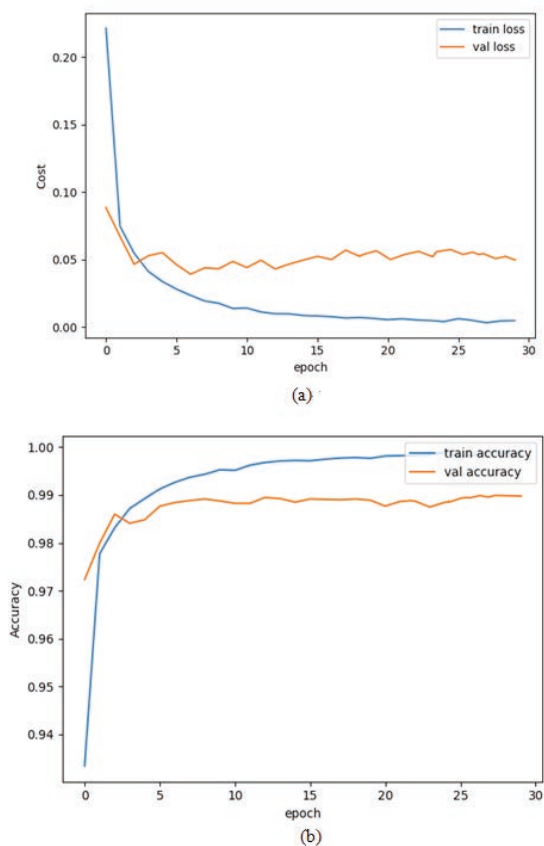 train loss
val loss
0.20
0.15
0.10
0.05
0.00
Cost
0 5 10 15 20 25 30
epoch
(a)
1.00
train accuracy
val accuracy
0.99
0.98
0.97
0.96
0.95
0.94
Accuracy
0 5 10 15 20 25 30
epoch
(b)